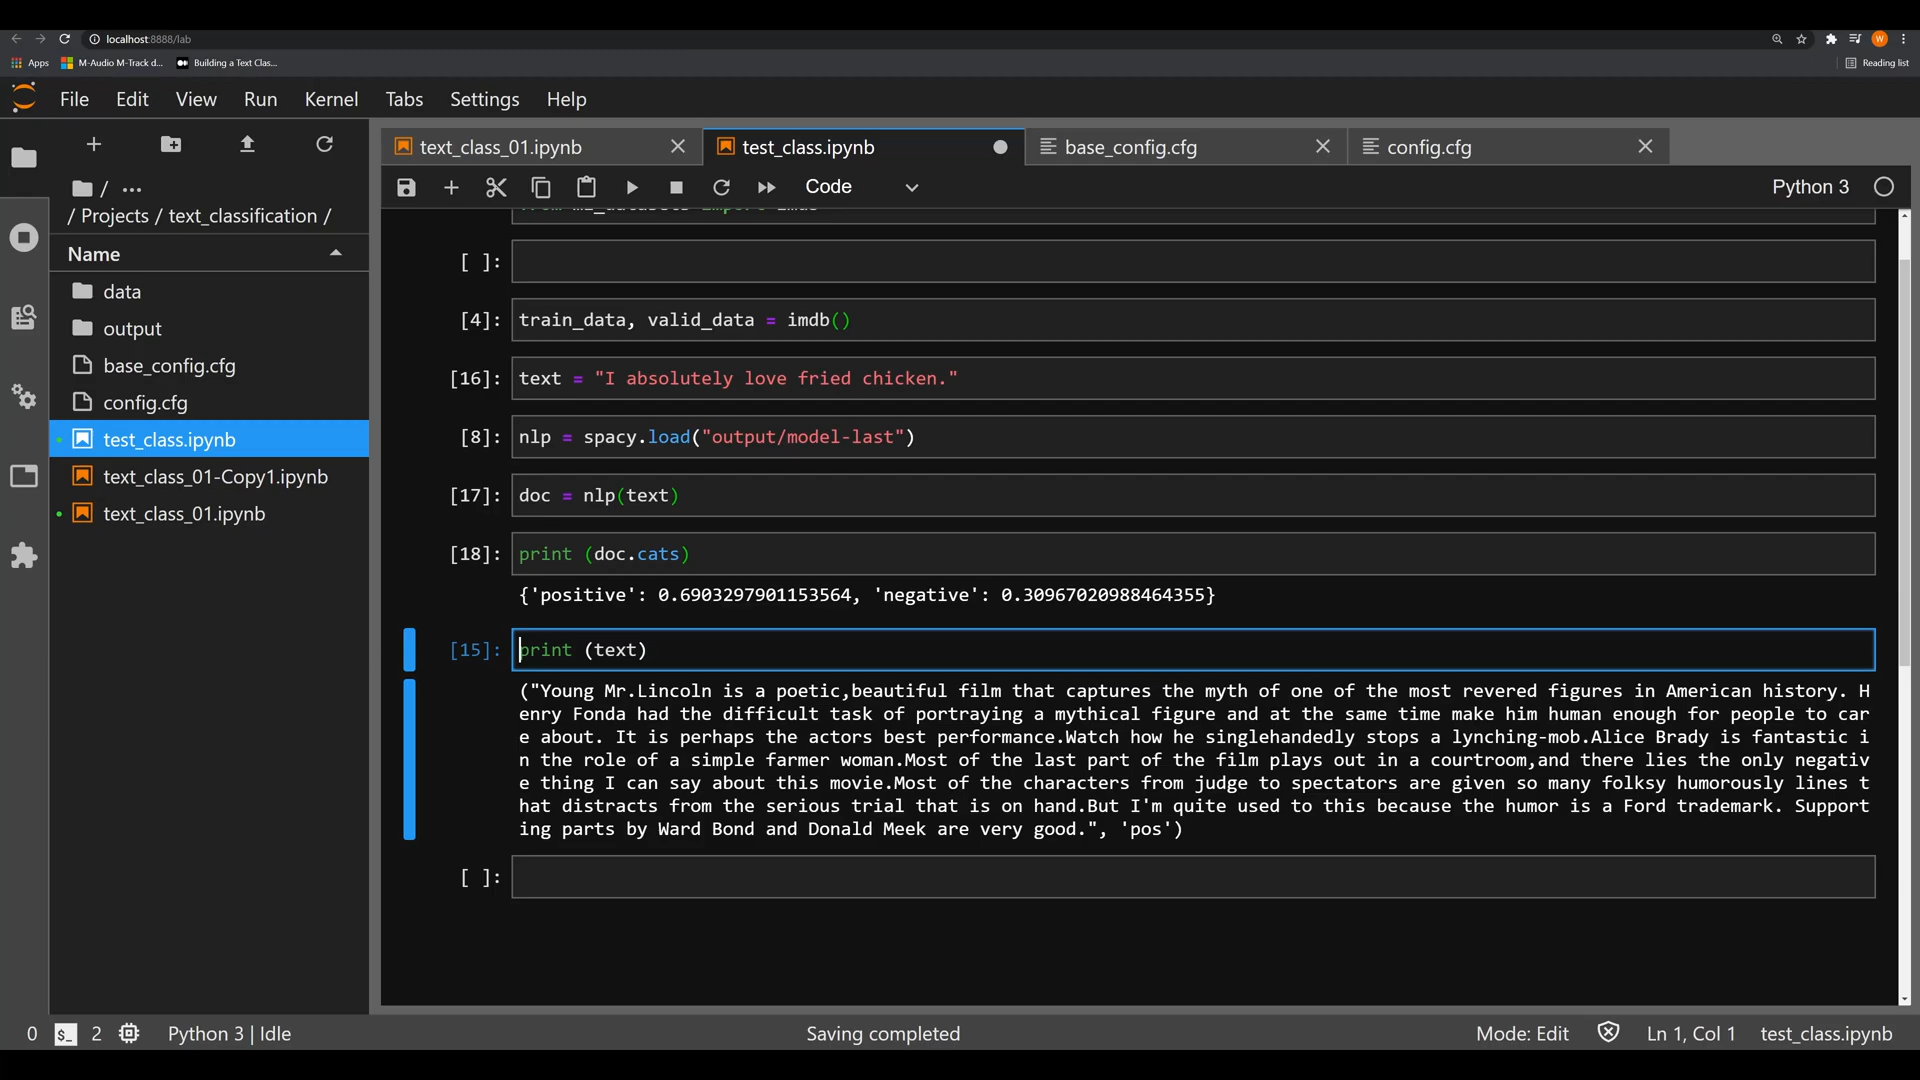 localhost:8888/lab
Apps M-Audio M-Track d... Building a Text Clas... Reading list
File Edit View Run Kernel Tabs Settings Help
text_class_01.ipynb test_class.ipynb base_config.cfg config.cfg
Code Python 3
/ ...
/ Projects / text_classification /
Name
data
output
base_config.cfg
config.cfg
test_class.ipynb
text_class_01-Copy1.ipynb
text_class_01.ipynb
[ ]:
[4]: train_data, valid_data = imdb()
[16]: text = "I absolutely love fried chicken."
[8]: nlp = spacy.load("output/model-last")
[17]: doc = nlp(text)
[18]: print (doc.cats)
{'positive': 0.6903297901153564, 'negative': 0.30967020988464355}
[15]: print (text)
("Young Mr.Lincoln is a poetic,beautiful film that captures the myth of one of the most revered figures in American history. H
enry Fonda had the difficult task of portraying a mythical figure and at the same time make him human enough for people to car
e about. It is perhaps the actors best performance.Watch how he singlehandedly stops a lynching-mob.Alice Brady is fantastic i
n the role of a simple farmer woman.Most of the last part of the film plays out in a courtroom,and there lies the only negativ
e thing I can say about this movie.Most of the characters from judge to spectators are given so many folksy humorously lines t
hat distracts from the serious trial that is on hand.But I'm quite used to this because the humor is a Ford trademark. Support
ing parts by Ward Bond and Donald Meek are very good.", 'pos')
[ ]:
0 $_ 2 Python 3 | Idle Saving completed Mode: Edit Ln 1, Col 1 test_class.ipynb